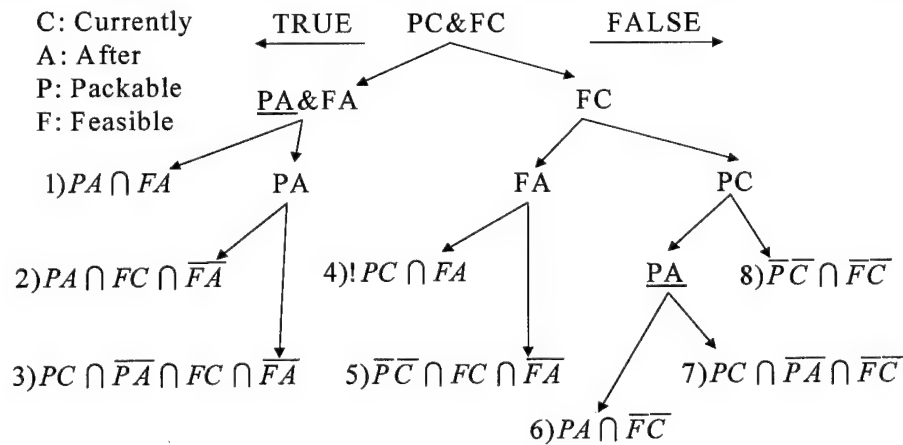 C: Currently
A: After
P: Packable
F: Feasible
TRUE PC&FC FALSE
PA&FA FC
1)PA ⋂ FA PA FA PC
2)PA ⋂ FC ⋂ F̅A̅ 4)!PC ⋂ FA PA 8)P̅C̅ ⋂ F̅C̅
3)PC ⋂ P̅A̅ ⋂ FC ⋂ F̅A̅ 5)P̅C̅ ⋂ FC ⋂ F̅A̅ 7)PC ⋂ P̅A̅ ⋂ F̅C̅
6)PA ⋂ F̅C̅